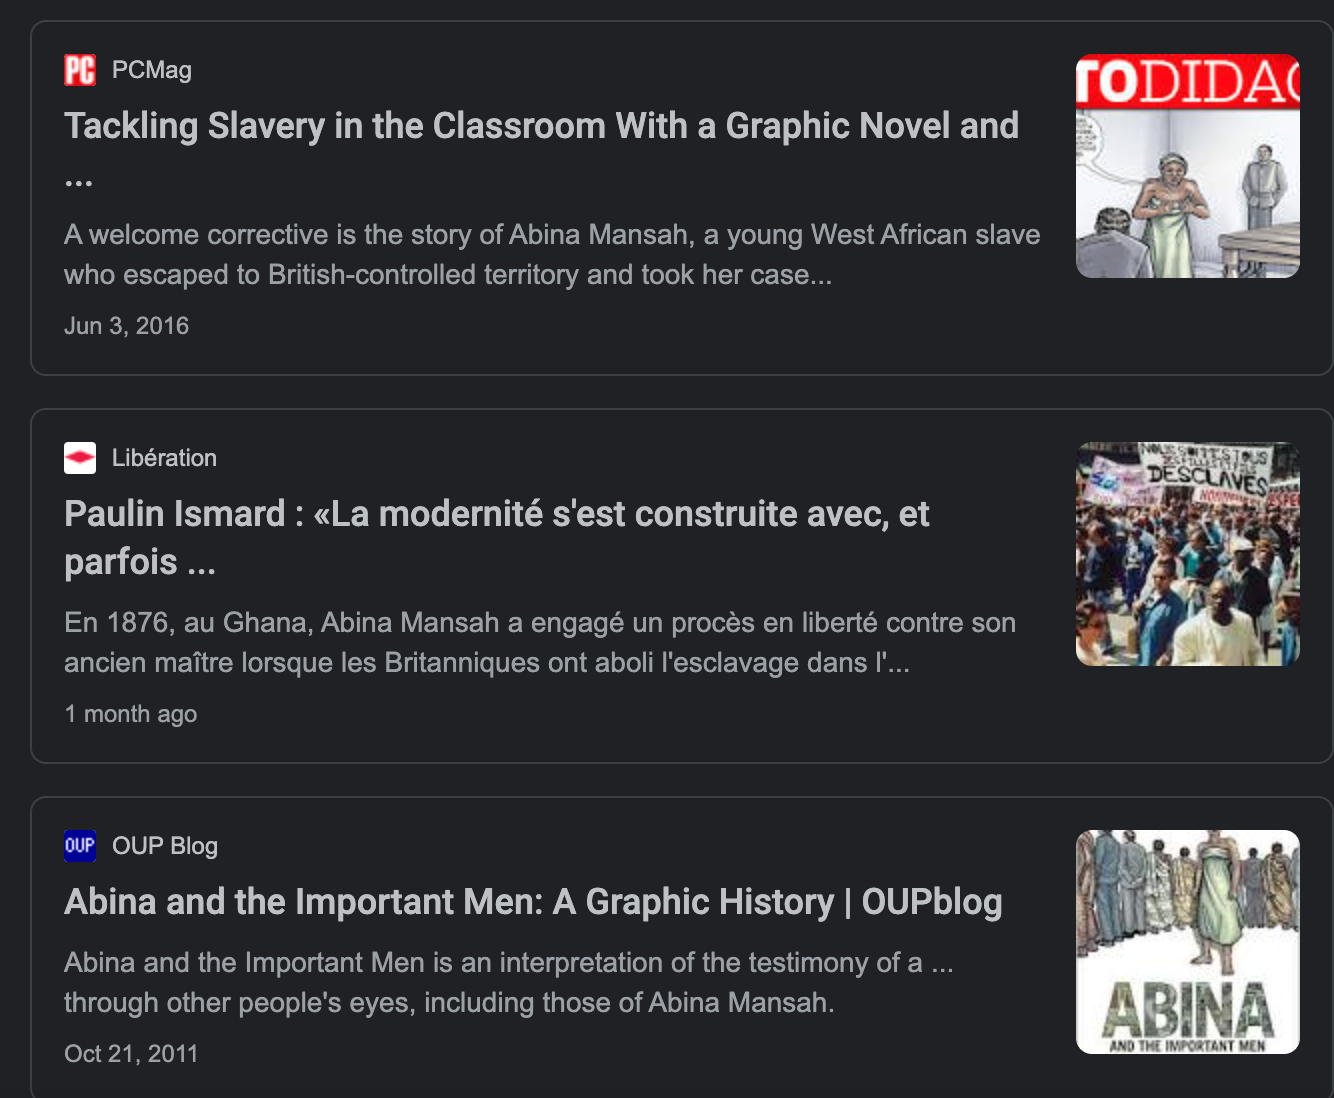 PC
PCMag
Tackling Slavery in the Classroom With a Graphic Novel and
...
A welcome corrective is the story of Abina Mansah, a young West African slave
who escaped to British-controlled territory and took her case...
Jun 3, 2016
TODIDAC
Libération
Paulin Ismard : «La modernité s'est construite avec, et
parfois ...
En 1876, au Ghana, Abina Mansah a engagé un procès en liberté contre son
ancien maître lorsque les Britanniques ont aboli l'esclavage dans l'...
1 month ago
DESCLAVES
OUP
OUP Blog
Abina and the Important Men: A Graphic History | OUPblog
Abina and the Important Men is an interpretation of the testimony of a ...
through other people's eyes, including those of Abina Mansah.
Oct 21, 2011
ABINA
AND THE IMPORTANT MEN